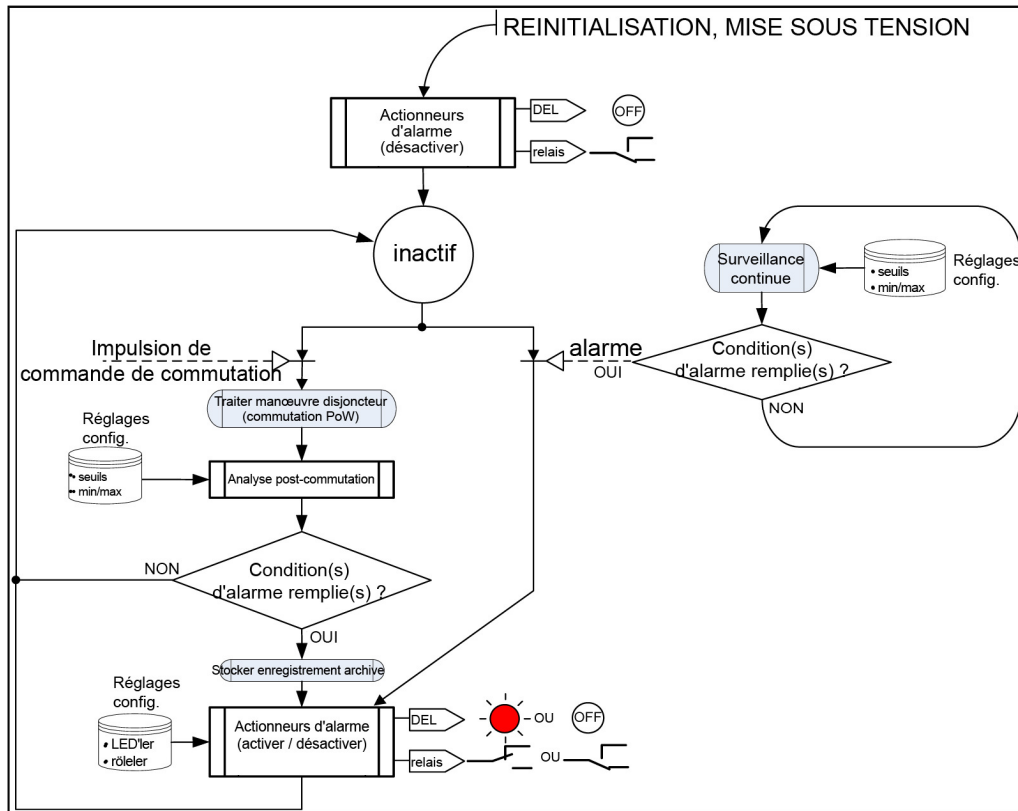 REINITIALISATION, MISE SOUS TENSION
Actionneurs
d'alarme
(désactiver)
DEL
OFF
relais
inactif
Surveillance
continue
• seuils
• min/max
Réglages
config.
Impulsion de
commande de commutation
alarme
OUI
Condition(s)
d'alarme remplie(s) ?
NON
Traiter manœuvre disjoncteur
(commutation PoW)
Réglages
config.
• seuils
• min/max
Analyse post-commutation
NON
Condition(s)
d'alarme remplie(s) ?
OUI
Stocker enregistrement archive
Réglages
config.
• LED'ler
• röleler
Actionneurs d'alarme
(activer / désactiver)
DEL
OU
OFF
relais
OU